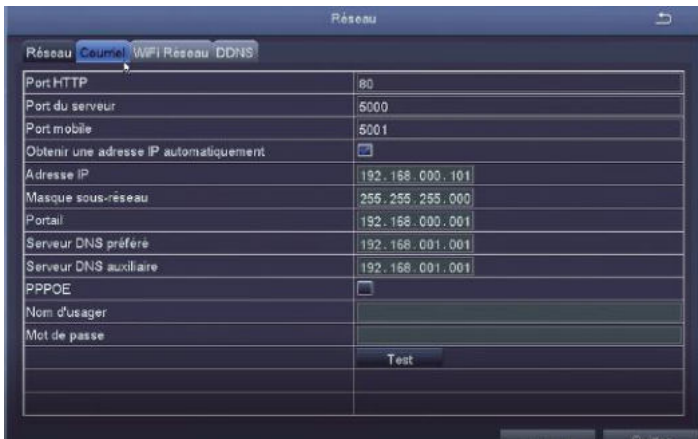 Réseau
Réseau Courriel WiFi Réseau DDNS
Port HTTP 80
Port du serveur 5000
Port mobile 5001
Obtenir une adresse IP automatiquement
Adresse IP 192.168.000.101
Masque sous-réseau 255.255.255.000
Portail 192.168.000.001
Serveur DNS préféré 192.168.001.001
Serveur DNS auxiliaire 192.168.001.001
PPPOE
Nom d'usager
Mot de passe
Test